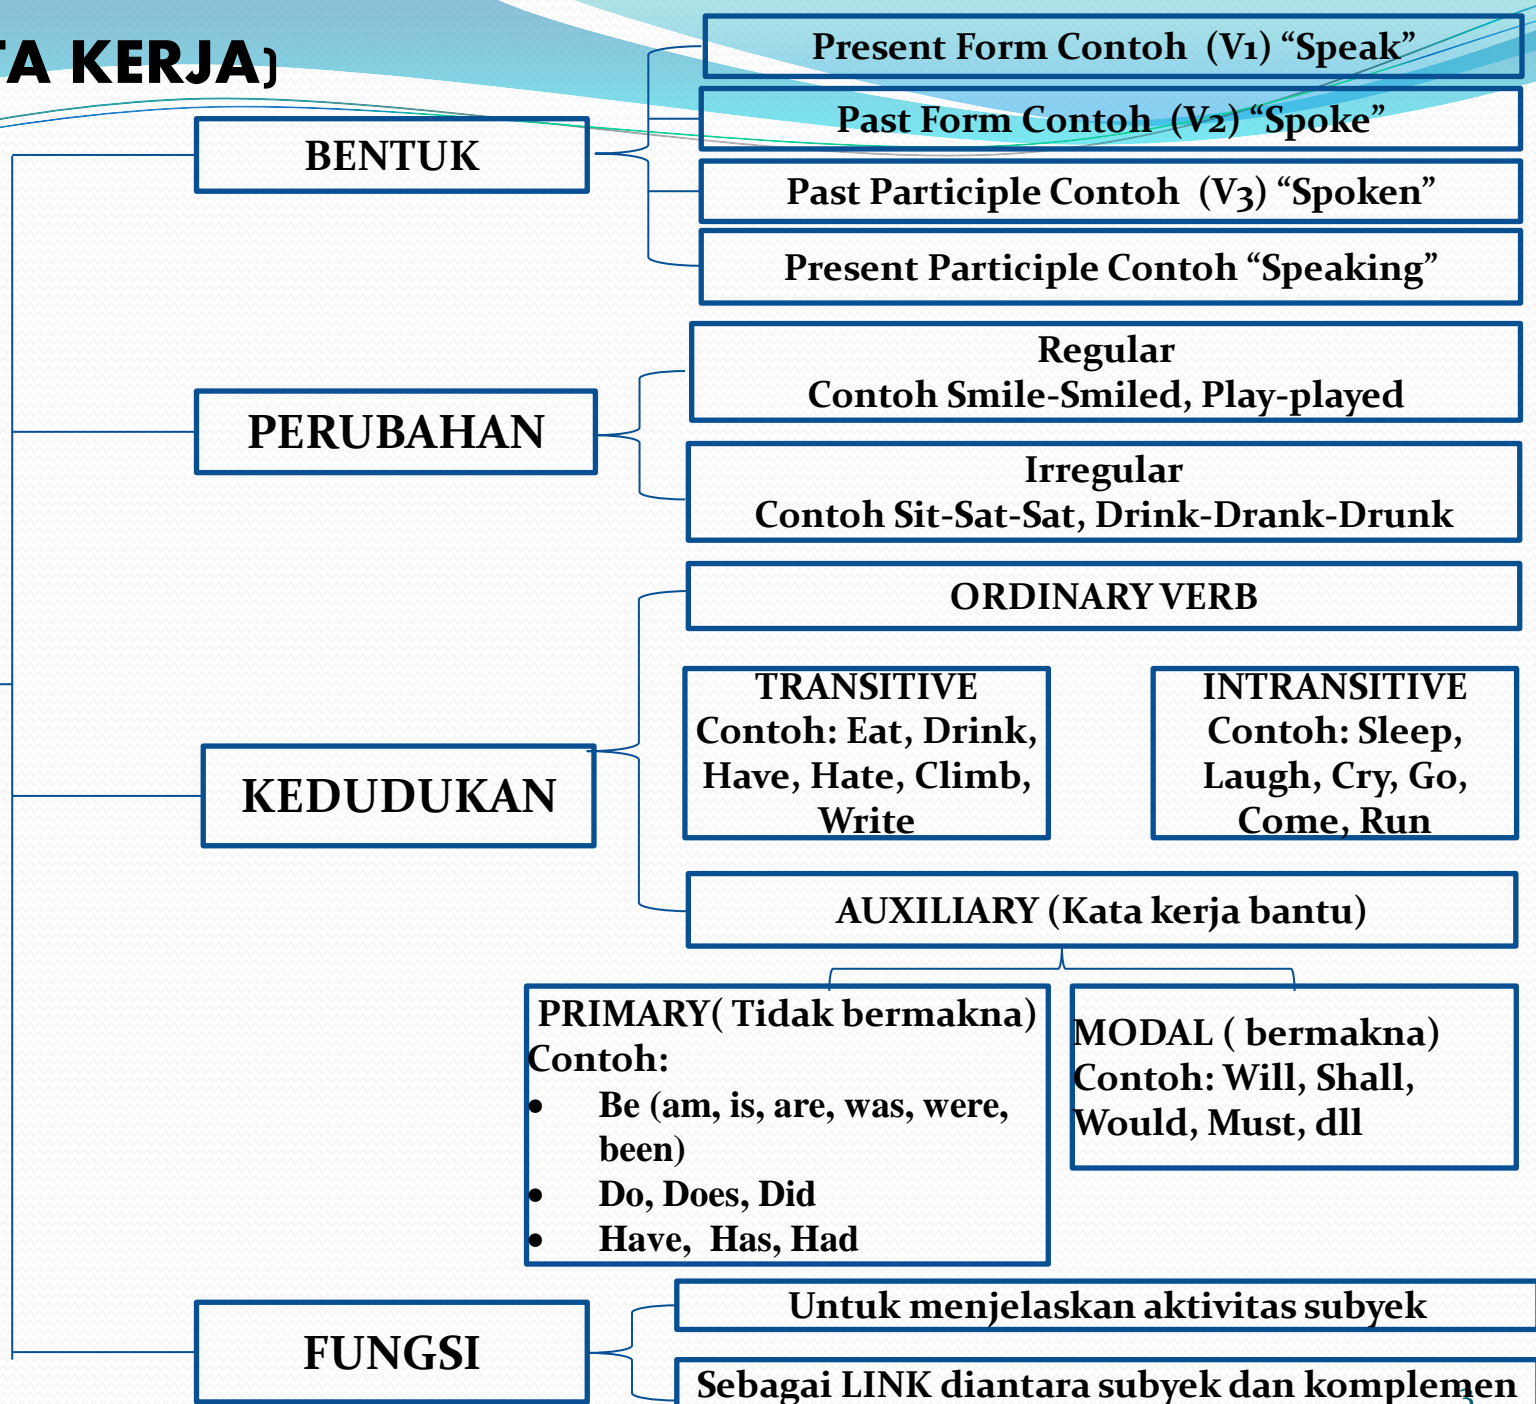 TA KERJA)
BENTUK
Present Form Contoh (V1) “Speak”
Past Form Contoh (V2) “Spoke”
Past Participle Contoh (V3) “Spoken”
Present Participle Contoh “Speaking”
PERUBAHAN
Regular
Contoh Smile-Smiled, Play-played
Irregular
Contoh Sit-Sat-Sat, Drink-Drank-Drunk
KEDUDUKAN
ORDINARY VERB
TRANSITIVE
Contoh: Eat, Drink,
Have, Hate, Climb,
Write
INTRANSITIVE
Contoh: Sleep,
Laugh, Cry, Go,
Come, Run
AUXILIARY (Kata kerja bantu)
PRIMARY( Tidak bermakna)
Contoh:
• Be (am, is, are, was, were,
been)
• Do, Does, Did
• Have, Has, Had
MODAL ( bermakna)
Contoh: Will, Shall,
Would, Must, dll
FUNGSI
Untuk menjelaskan aktivitas subyek
Sebagai LINK diantara subyek dan komplemen
3